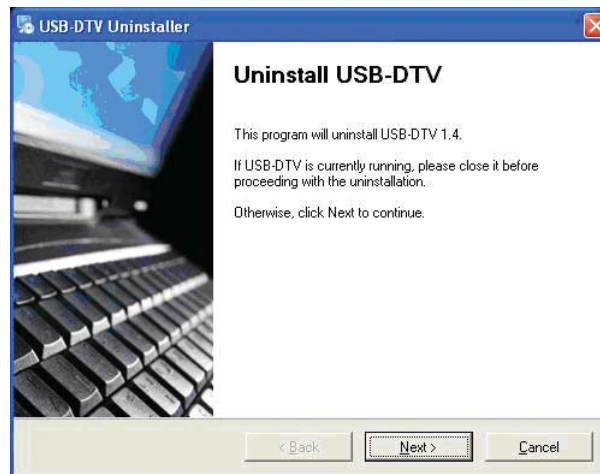 USB-DTV Uninstaller
Uninstall USB-DTV
This program will uninstall USB-DTV 1.4.
If USB-DTV is currently running, please close it before
proceeding with the uninstallation.
Otherwise, click Next to continue.
< Back
Next >
Cancel